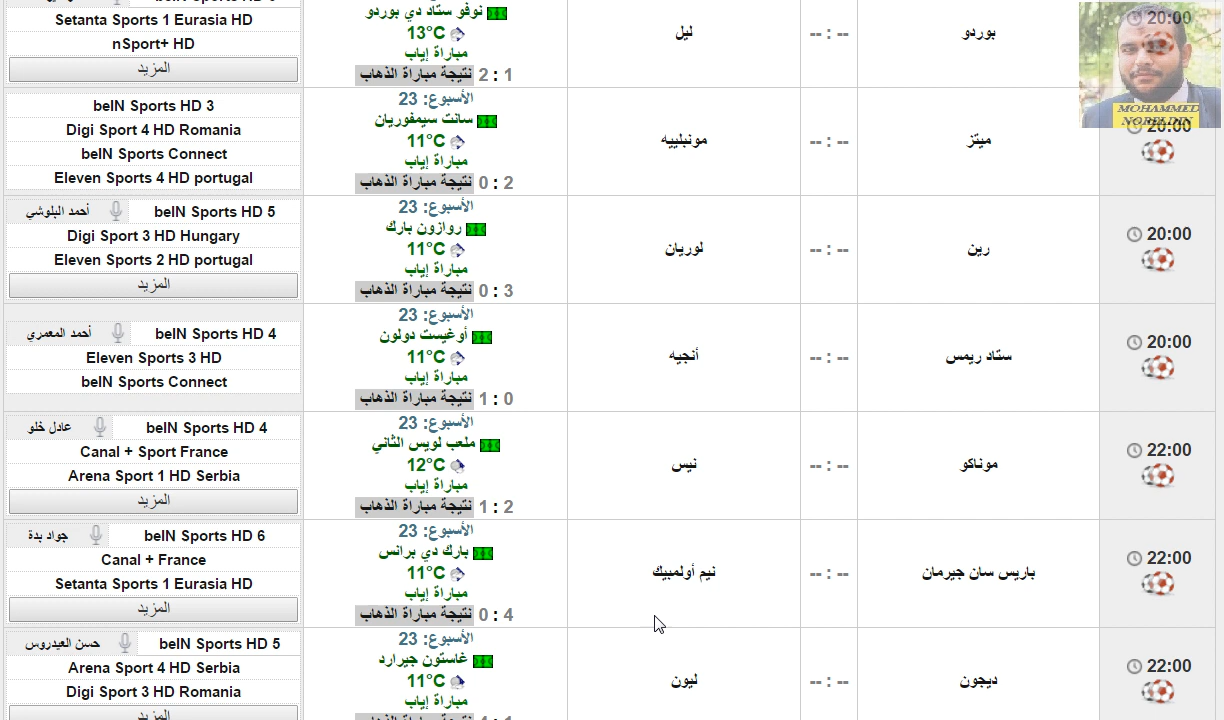 20:00
بوردو
-- : --
ليل
نوفو ستاد دي بوردو
13°C
مباراة إياب
نتيجة مباراة الذهاب 2 : 1
Setanta Sports 1 Eurasia HD
nSport+ HD
المزيد
MOHAMMED
NORELDIN
20:00
ميتز
-- : --
مونبلييه
الأسبوع: 23
سانت سيمفوريان
11°C
مباراة إياب
نتيجة مباراة الذهاب 0 : 2
beIN Sports HD 3
Digi Sport 4 HD Romania
beIN Sports Connect
Eleven Sports 4 HD portugal
20:00
رين
-- : --
لوريان
الأسبوع: 23
روازون بارك
11°C
مباراة إياب
نتيجة مباراة الذهاب 0 : 3
beIN Sports HD 5 أحمد البلوشي
Digi Sport 3 HD Hungary
Eleven Sports 2 HD portugal
المزيد
20:00
ستاد ريمس
-- : --
أنجيه
الأسبوع: 23
أوغيست دولون
11°C
مباراة إياب
نتيجة مباراة الذهاب 1 : 0
beIN Sports HD 4 أحمد المعمري
Eleven Sports 3 HD
beIN Sports Connect
22:00
موناكو
-- : --
نيس
الأسبوع: 23
ملعب لويس الثاني
12°C
مباراة إياب
نتيجة مباراة الذهاب 1 : 2
beIN Sports HD 4 عادل خلو
Canal + Sport France
Arena Sport 1 HD Serbia
المزيد
22:00
باريس سان جيرمان
-- : --
نيم أولمبيك
الأسبوع: 23
بارك دي برانس
11°C
مباراة إياب
نتيجة مباراة الذهاب 0 : 4
beIN Sports HD 6 جواد بدة
Canal + France
Setanta Sports 1 Eurasia HD
المزيد
22:00
ديجون
-- : --
ليون
الأسبوع: 23
غاستون جيرارد
11°C
مباراة إياب
beIN Sports HD 5 حسن العيدروس
Arena Sport 4 HD Serbia
Digi Sport 3 HD Romania
المزيد